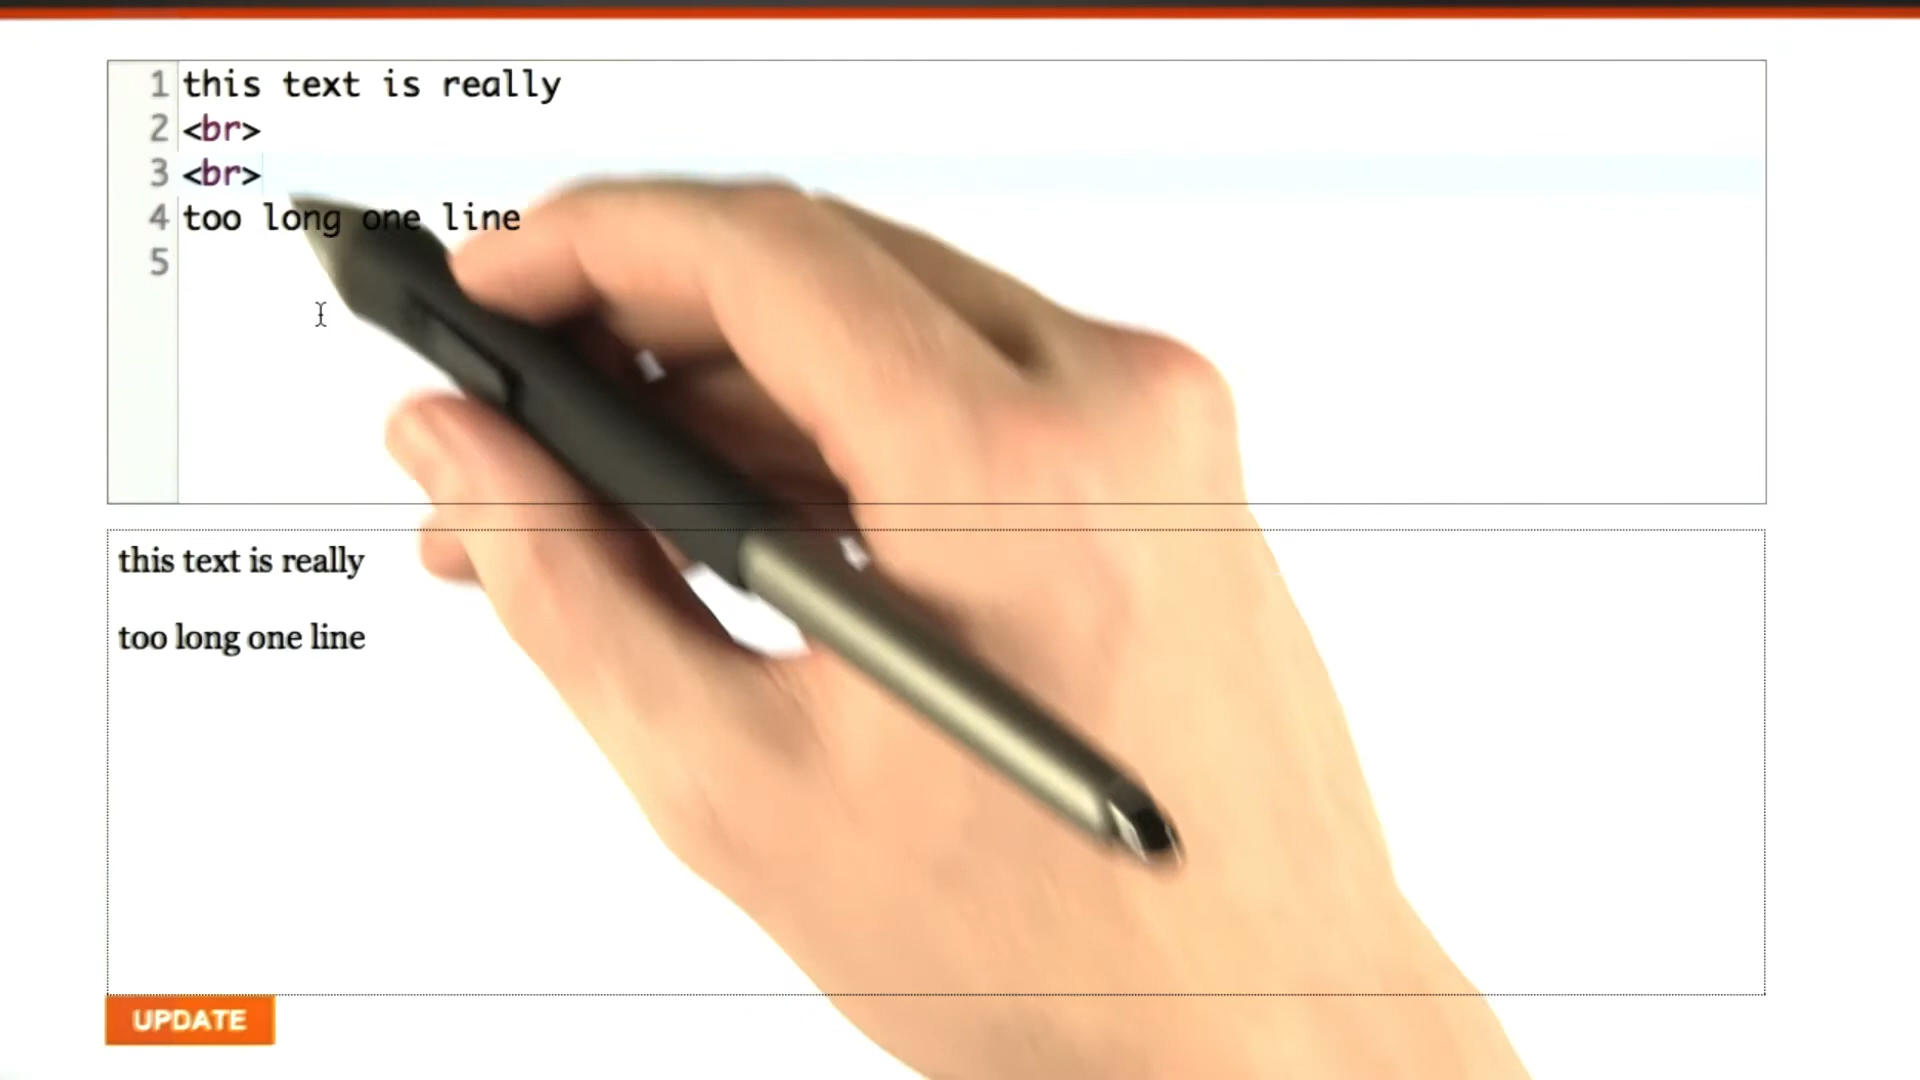 1 this text is really
2 <br>
3 <br>
4 too long one line
5
this text is really
too long one line
UPDATE